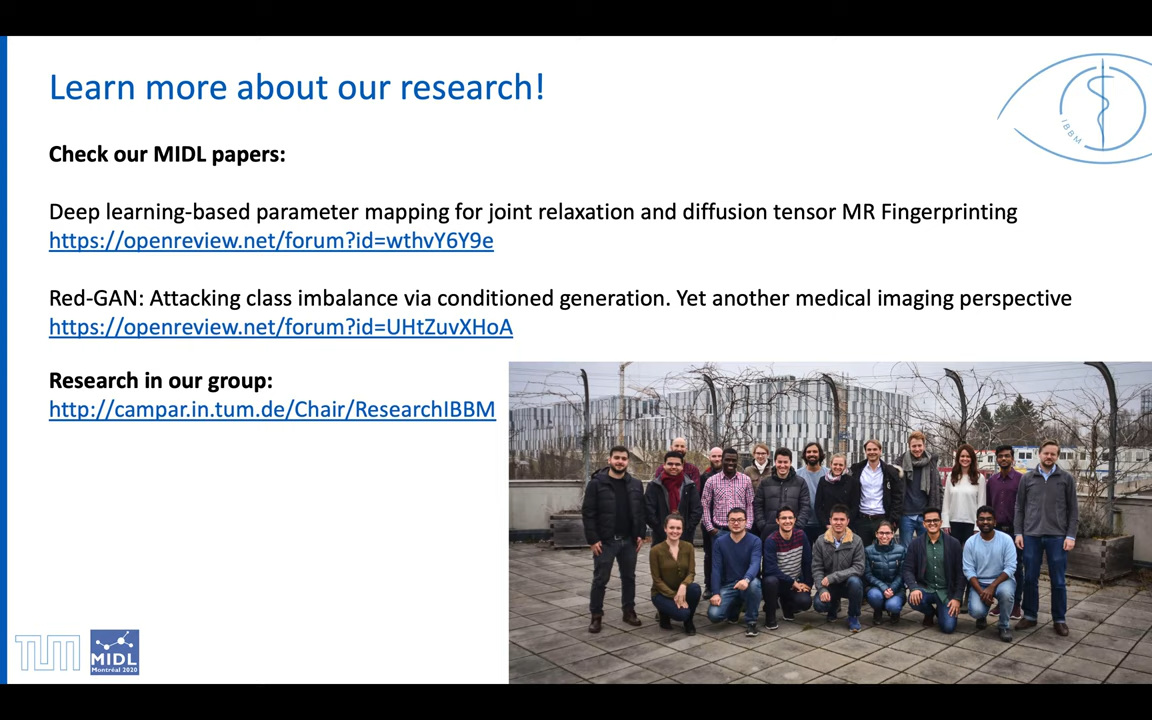 Learn more about our research!
IBBM
Check our MIDL papers:
Deep learning-based parameter mapping for joint relaxation and diffusion tensor MR Fingerprinting
https://openreview.net/forum?id=wthvY6Y9e
Red-GAN: Attacking class imbalance via conditioned generation. Yet another medical imaging perspective
https://openreview.net/forum?id=UHtZuvXHoA
Research in our group:
http://campar.in.tum.de/Chair/ResearchIBBM
TUM
MIDL
Montréal 2020